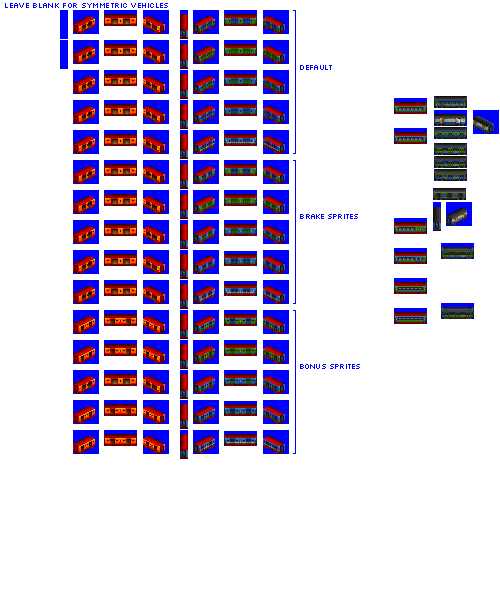 LEAVE BLANK FOR SYMMETRIC VEHICLES
DEFAULT
BRAKE SPRITES
BONUS SPRITES